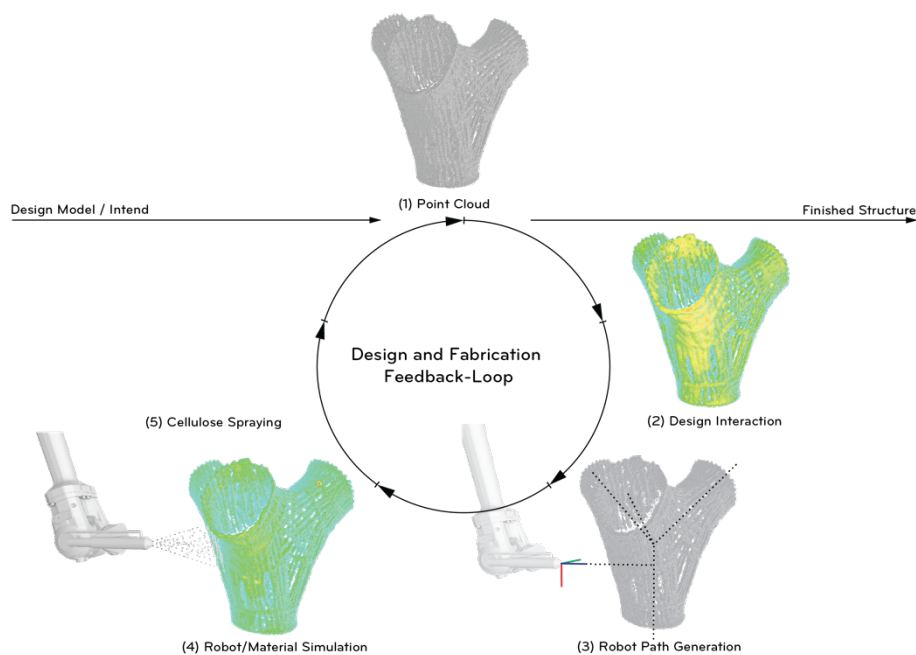 (1) Point Cloud
Design Model / Intend
Finished Structure
Design and Fabrication
Feedback-Loop
(2) Design Interaction
(5) Cellulose Spraying
(4) Robot/Material Simulation
(3) Robot Path Generation